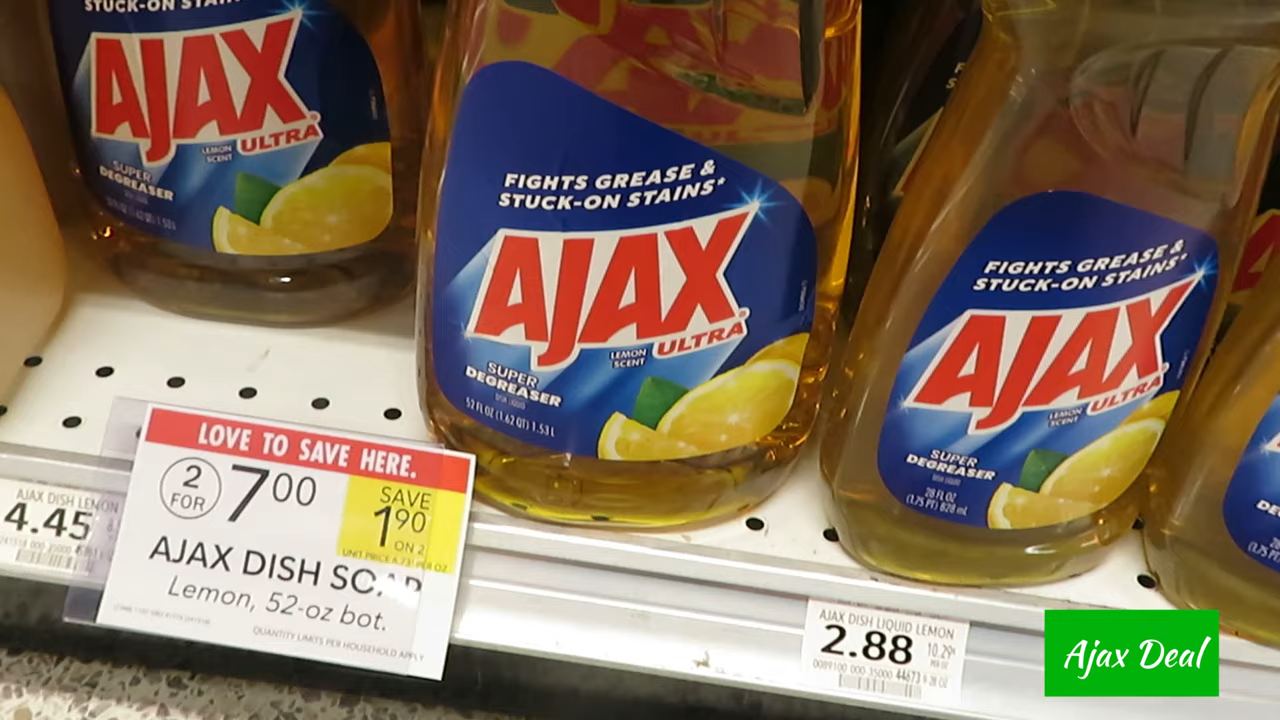 STUCK-ON STAIN
AJAX
ULTRA
LEMON
SCENT
SUPER
DEGREASER
FIGHTS GREASE &
STUCK-ON STAINS*
AJAX
ULTRA
LEMON
SCENT
SUPER
DEGREASER
DISH LIQUID
52 FL OZ (1.62 QT) 1.53 L
FIGHTS GREASE &
STUCK-ON STAINS*
AJAX
ULTRA
LEMON
SCENT
SUPER
DEGREASER
DISH LIQUID
28 FL OZ
(1.75 PT) 828 mL
LOVE TO SAVE HERE.
2 FOR 7.00
SAVE
1.90
ON 2
AJAX DISH SOAP
Lemon, 52-oz bot.
QUANTITY LIMITS PER HOUSEHOLD APPLY
AJAX DISH LEMON
4.45
AJAX DISH LIQUID LEMON
2.88
Ajax Deal